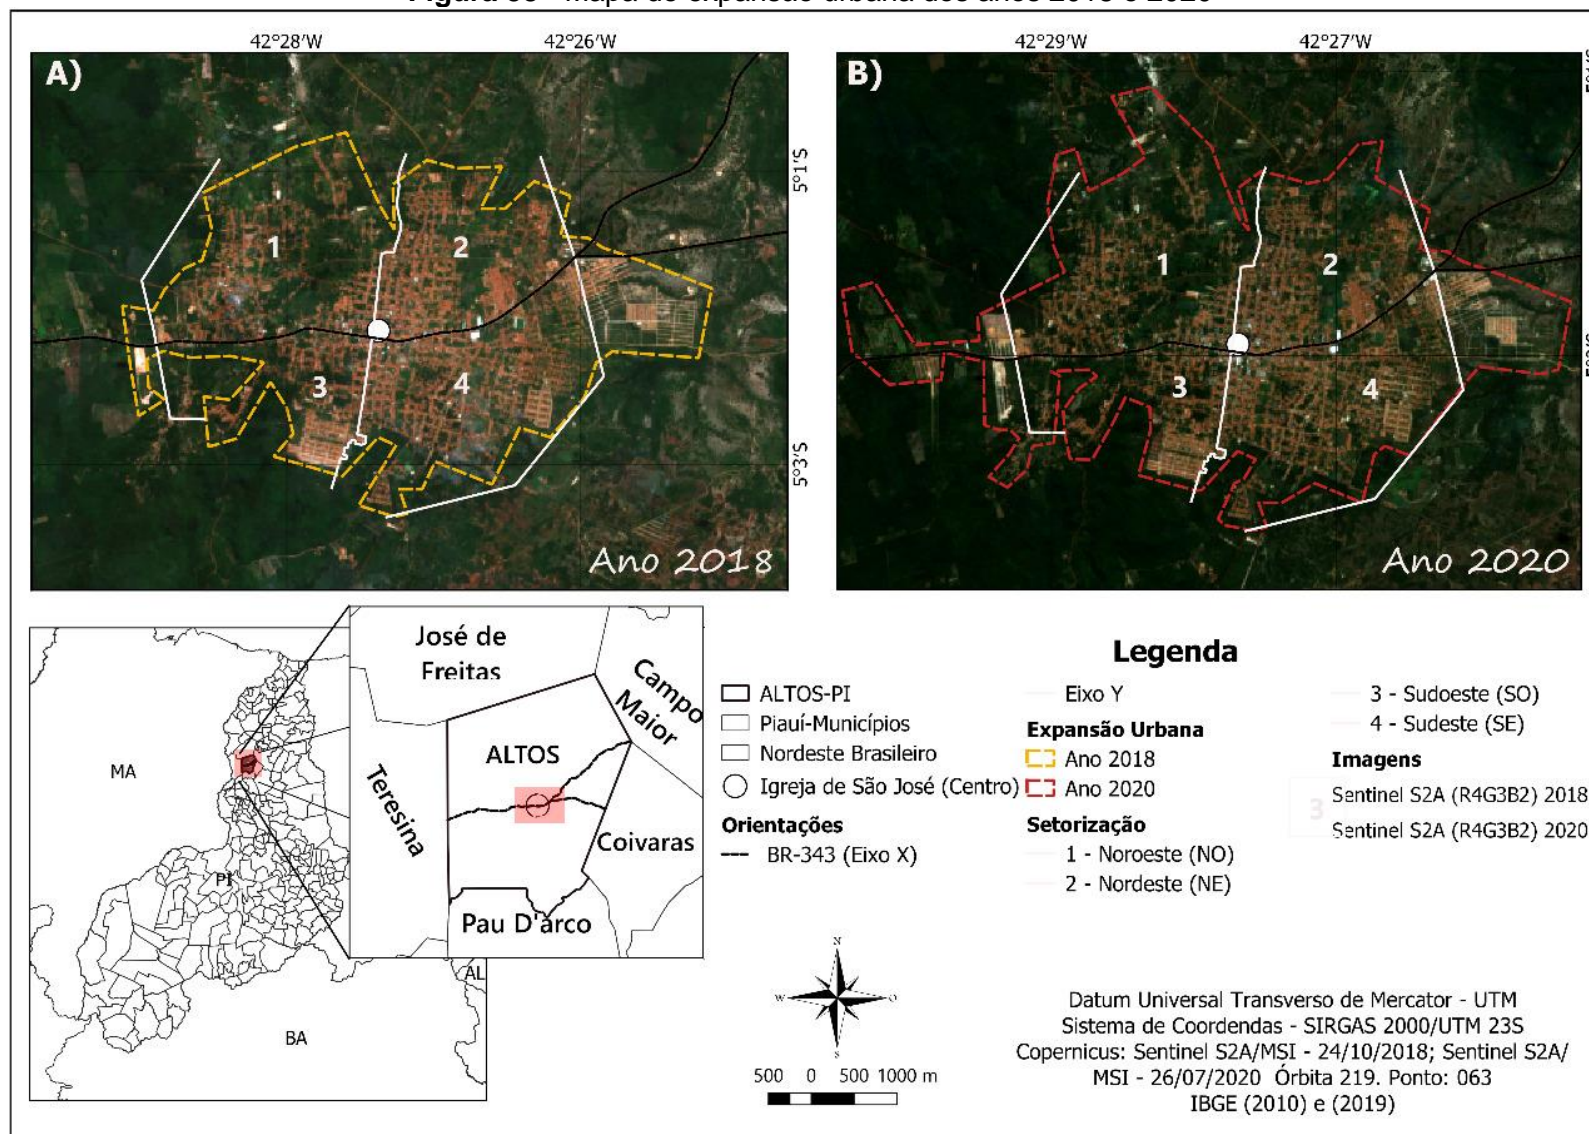 42°28'W 42°26'W
A)
1
2
3
4
5°1'S
5°3'S
Ano 2018
42°29'W 42°27'W
B)
1
2
3
4
Ano 2020
MA
PI
BA
AL
José de
Freitas
Campo
Maior
ALTOS
Teresina
Coivaras
Pau D'arco
Legenda
ALTOS-PI
Piauí-Municípios
Nordeste Brasileiro
Igreja de São José (Centro)
Orientações
BR-343 (Eixo X)
Eixo Y
Expansão Urbana
Ano 2018
Ano 2020
Setorização
1 - Noroeste (NO)
2 - Nordeste (NE)
3 - Sudoeste (SO)
4 - Sudeste (SE)
Imagens
3
Sentinel S2A (R4G3B2) 2018
Sentinel S2A (R4G3B2) 2020
N
W O
S
500 0 500 1000 m
Datum Universal Transverso de Mercator - UTM
Sistema de Coordendas - SIRGAS 2000/UTM 23S
Copernicus: Sentinel S2A/MSI - 24/10/2018; Sentinel S2A/
MSI - 26/07/2020 Órbita 219. Ponto: 063
IBGE (2010) e (2019)